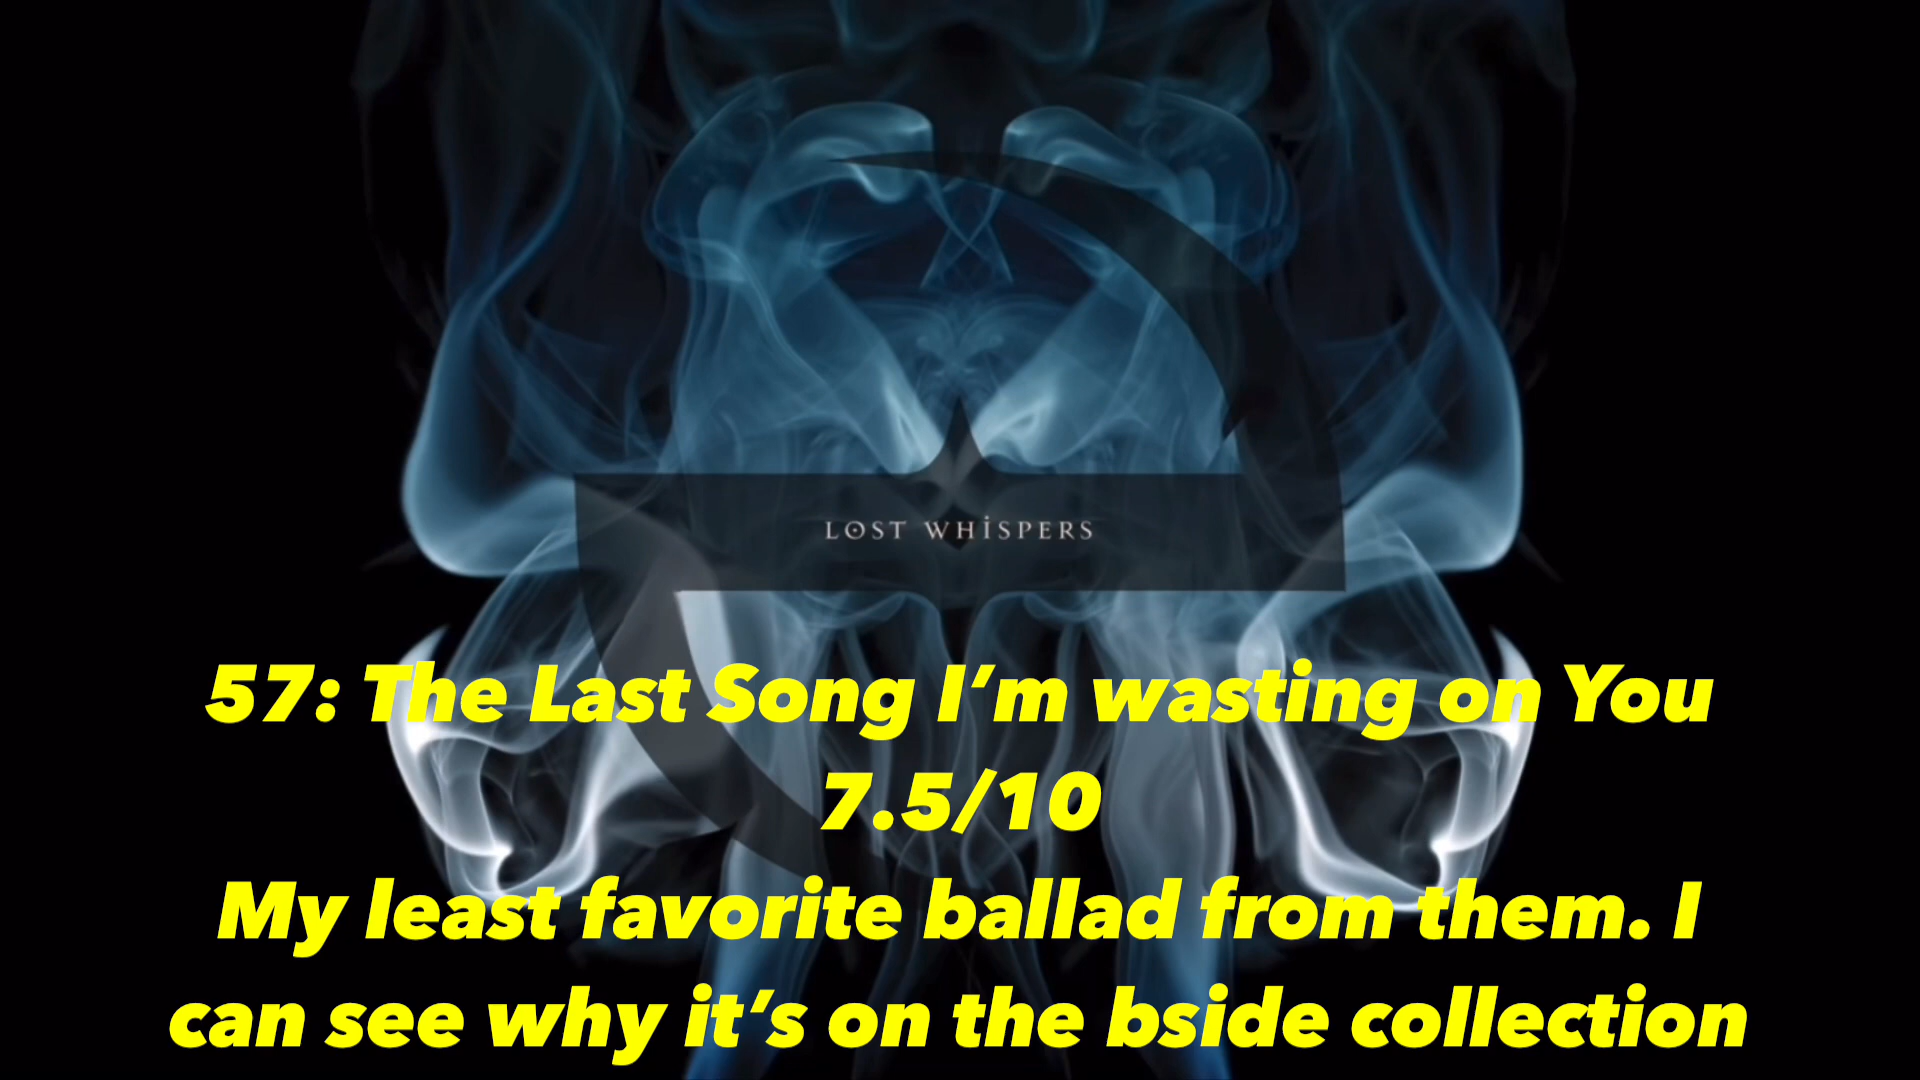 LOST WHISPERS
57: The Last Song I’m wasting on You
7.5/10
My least favorite ballad from them. I
can see why it’s on the bside collection